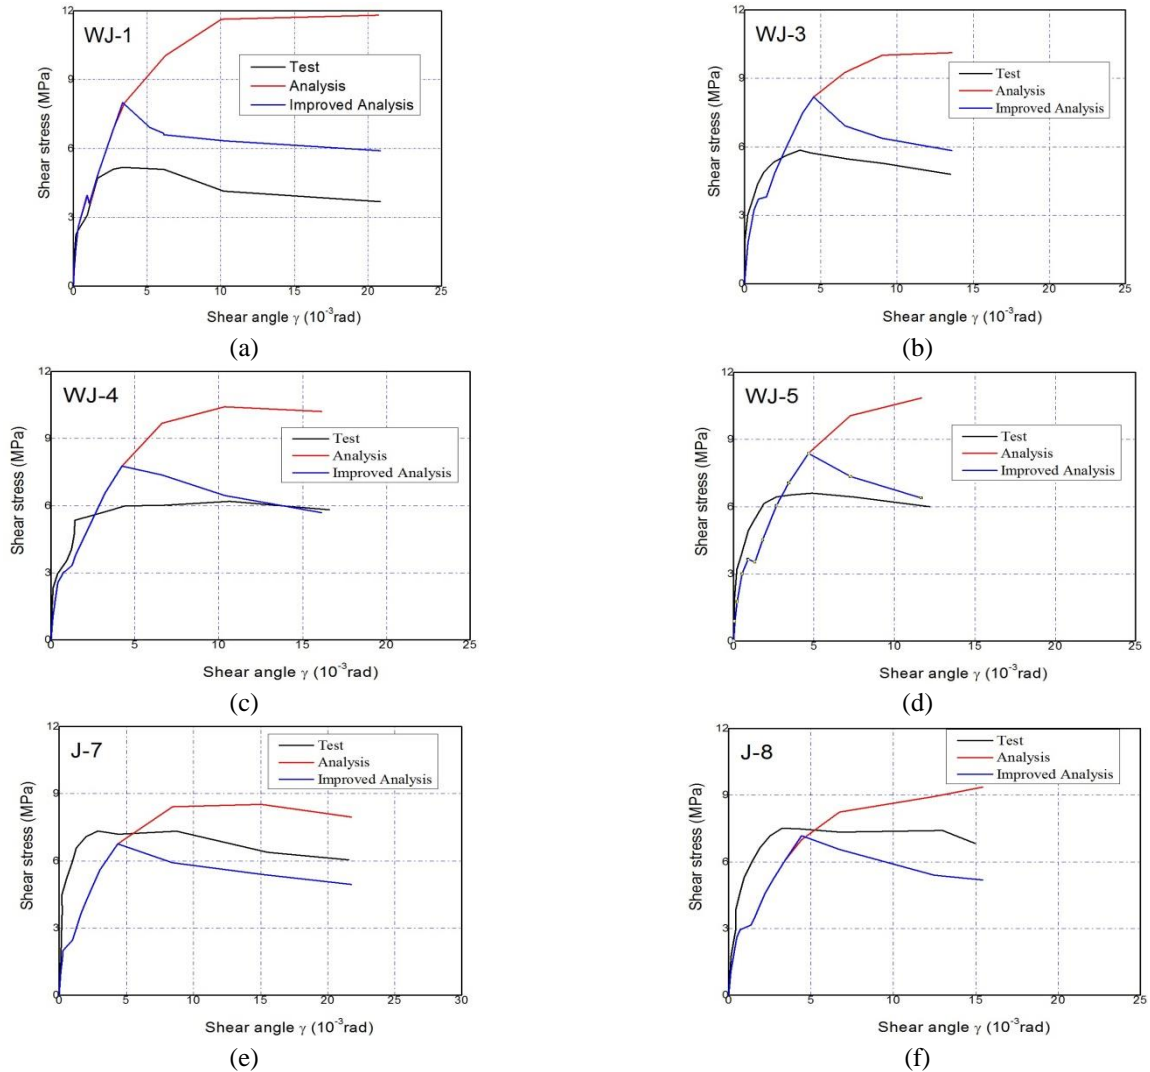 WJ-1
Test
Analysis
Improved Analysis
Shear stress (MPa)
12
9
6
3
0
0 5 10 15 20 25
Shear angle γ (10⁻³rad)
(a)
WJ-3
Test
Analysis
Improved Analysis
Shear stress (MPa)
12
9
6
3
0
0 5 10 15 20 25
Shear angle γ (10⁻³rad)
(b)
WJ-4
Test
Analysis
Improved Analysis
Shear stress (MPa)
12
9
6
3
0
0 5 10 15 20 25
Shear angle γ (10⁻³rad)
(c)
WJ-5
Test
Analysis
Improved Analysis
Shear stress (MPa)
12
9
6
3
0
0 5 10 15 20 25
Shear angle γ (10⁻³rad)
(d)
J-7
Test
Analysis
Improved Analysis
Shear stress (MPa)
12
9
6
3
0
0 5 10 15 20 25 30
Shear angle γ (10⁻³rad)
(e)
J-8
Test
Analysis
Improved Analysis
Shear stress (MPa)
12
9
6
3
0
0 5 10 15 20 25
Shear angle γ (10⁻³rad)
(f)